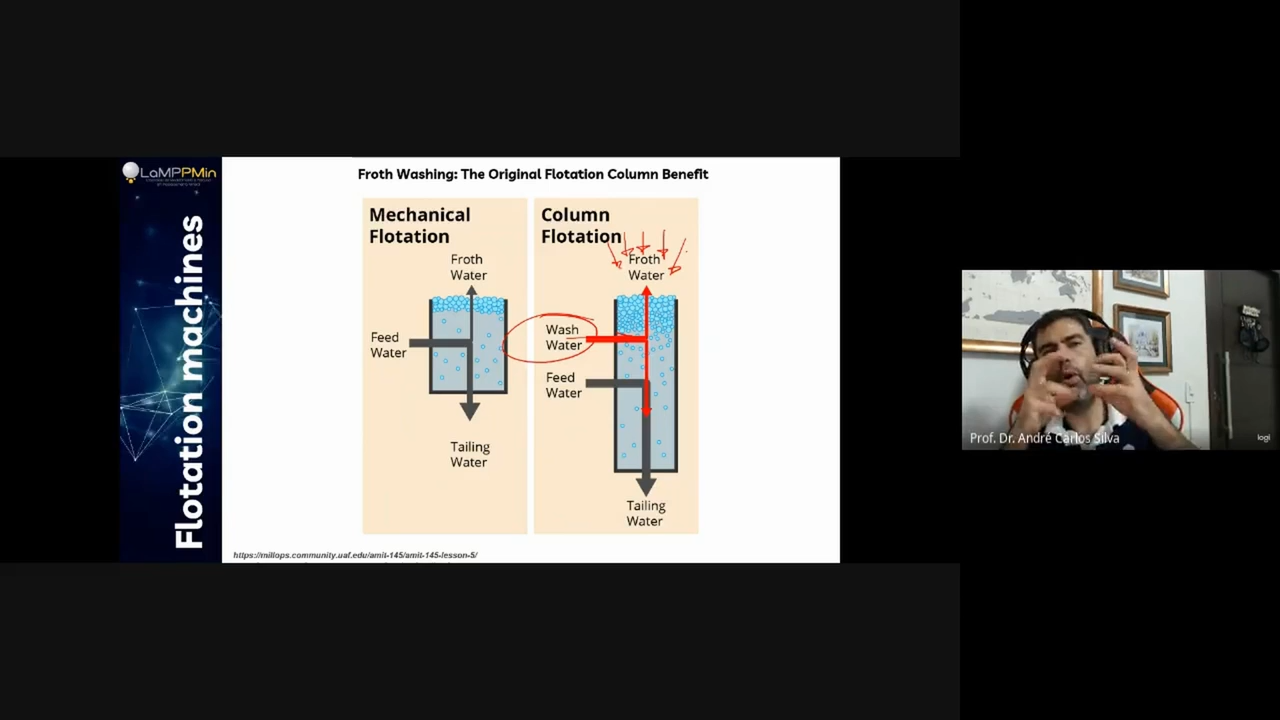 LaMPPMin
Flotation machines
Froth Washing: The Original Flotation Column Benefit
Mechanical
Flotation
Froth
Water
Feed
Water
Tailing
Water
Column
Flotation
Froth
Water
Wash
Water
Feed
Water
Tailing
Water
https://millops.community.uaf.edu/amit-145/amit-145-lesson-5/
Prof. Dr. André Carlos Silva
logi